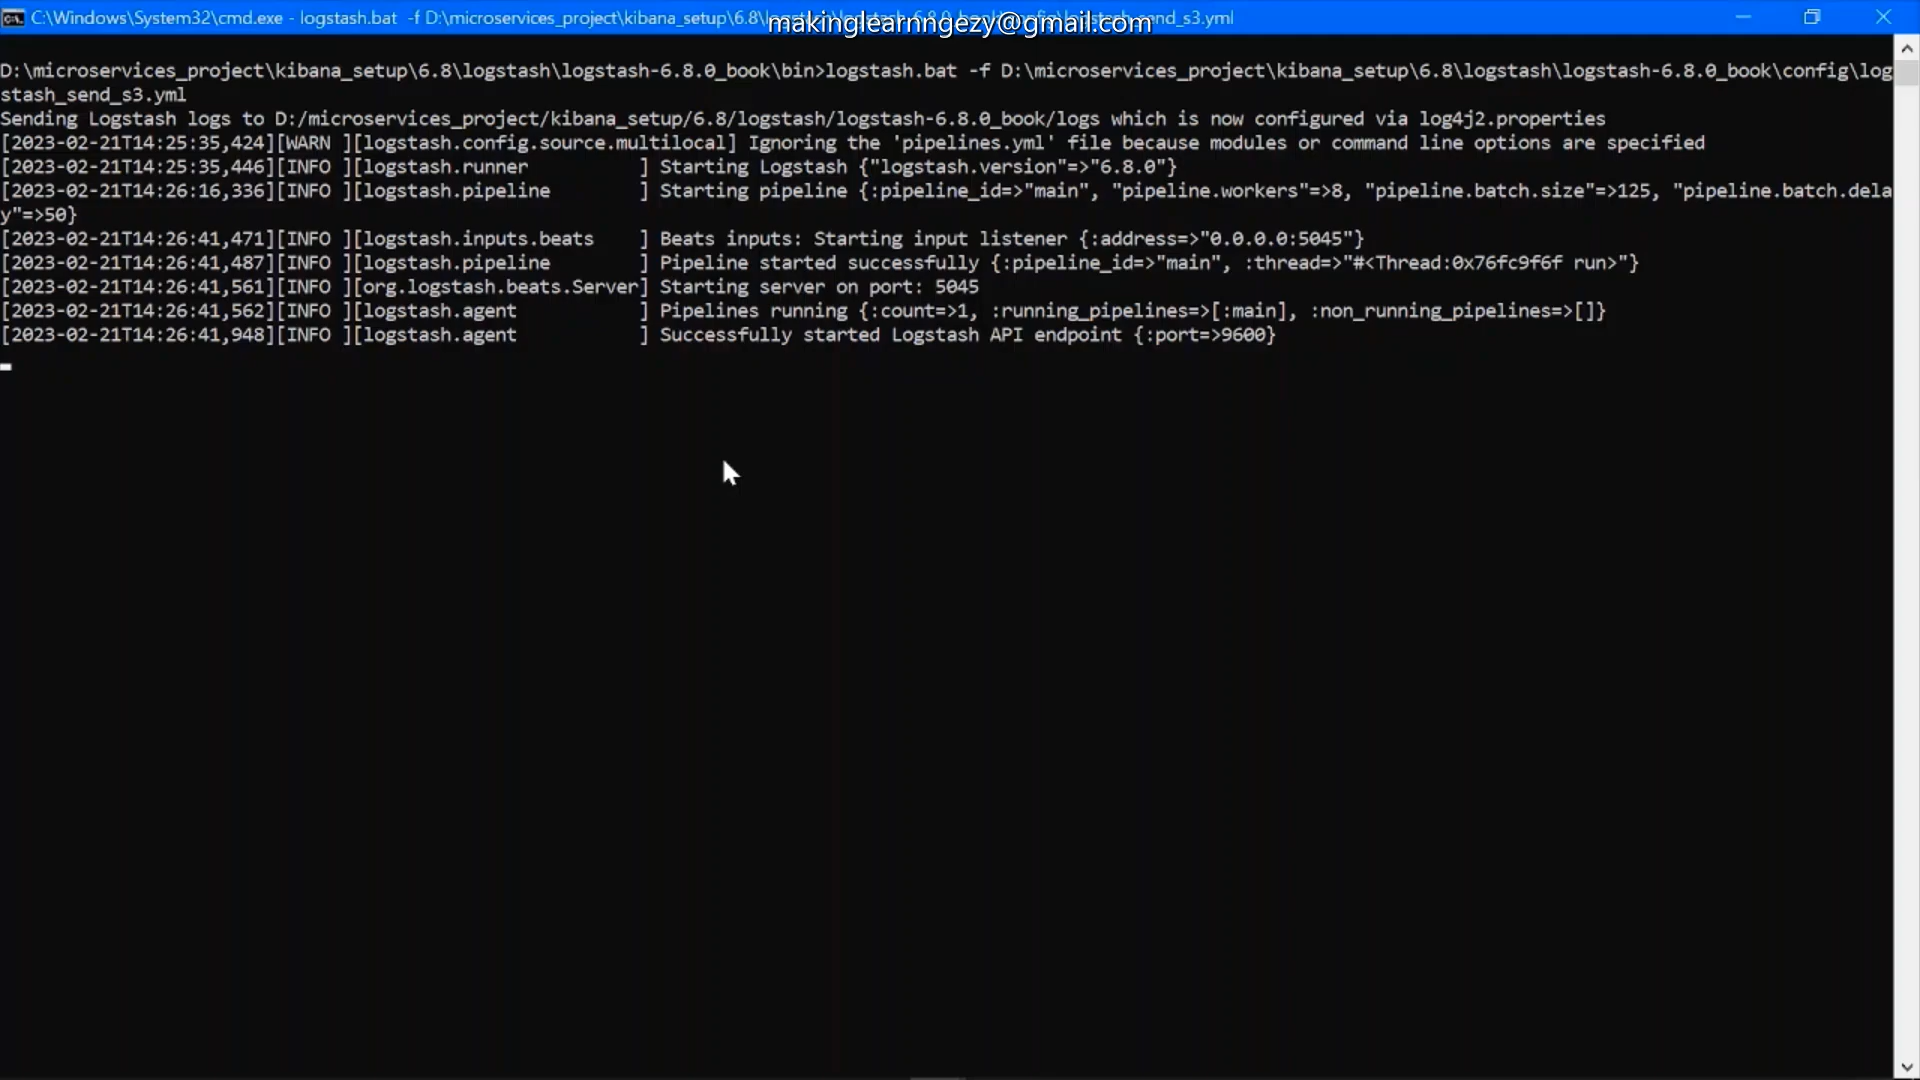 C:\Windows\System32\cmd.exe - logstash.bat  -f D:\microservices_project\kibana_setup\6.8\
makinglearnngezy@gmail.com
D:\microservices_project\kibana_setup\6.8\logstash\logstash-6.8.0_book\bin>logstash.bat -f D:\microservices_project\kibana_setup\6.8\logstash\logstash-6.8.0_book\config\log
stash_send_s3.yml
Sending Logstash logs to D:/microservices_project/kibana_setup/6.8/logstash/logstash-6.8.0_book/logs which is now configured via log4j2.properties
[2023-02-21T14:25:35,424][WARN ][logstash.config.source.multilocal] Ignoring the 'pipelines.yml' file because modules or command line options are specified
[2023-02-21T14:25:35,446][INFO ][logstash.runner          ] Starting Logstash {"logstash.version"=>"6.8.0"}
[2023-02-21T14:26:16,336][INFO ][logstash.pipeline        ] Starting pipeline {:pipeline_id=>"main", "pipeline.workers"=>8, "pipeline.batch.size"=>125, "pipeline.batch.dela
y"=>50}
[2023-02-21T14:26:41,471][INFO ][logstash.inputs.beats    ] Beats inputs: Starting input listener {:address=>"0.0.0.0:5045"}
[2023-02-21T14:26:41,487][INFO ][logstash.pipeline        ] Pipeline started successfully {:pipeline_id=>"main", :thread=>"#<Thread:0x76fc9f6f run>"}
[2023-02-21T14:26:41,561][INFO ][org.logstash.beats.Server] Starting server on port: 5045
[2023-02-21T14:26:41,562][INFO ][logstash.agent           ] Pipelines running {:count=>1, :running_pipelines=>[:main], :non_running_pipelines=>[]}
[2023-02-21T14:26:41,948][INFO ][logstash.agent           ] Successfully started Logstash API endpoint {:port=>9600}